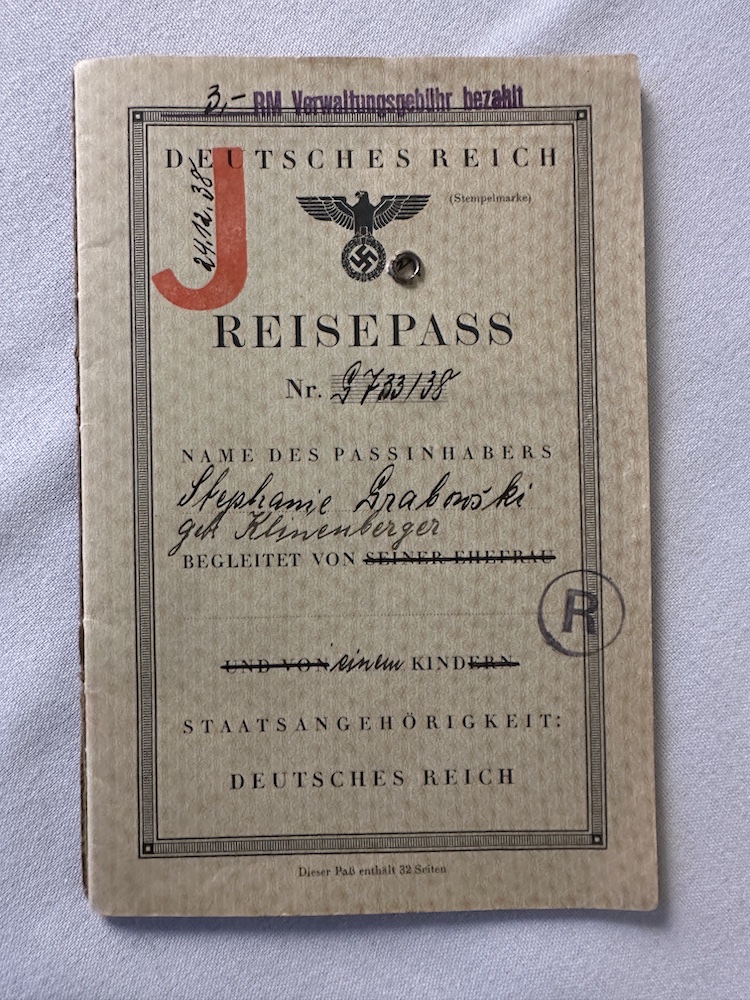 3,- RM Verwaltungsgebühr bezahlt
DEUTSCHES REICH
J
24.12.38
(Stempelmarke)
REISEPASS
Nr. G 733/38
NAME DES PASSINHABERS
Stephanie Grabowski
geb Klinenberger
BEGLEITET VON SEINER EHEFRAU
R
UND VON einem KINDERN
STAATSANGEHÖRIGKEIT:
DEUTSCHES REICH
Dieser Paß enthält 32 Seiten